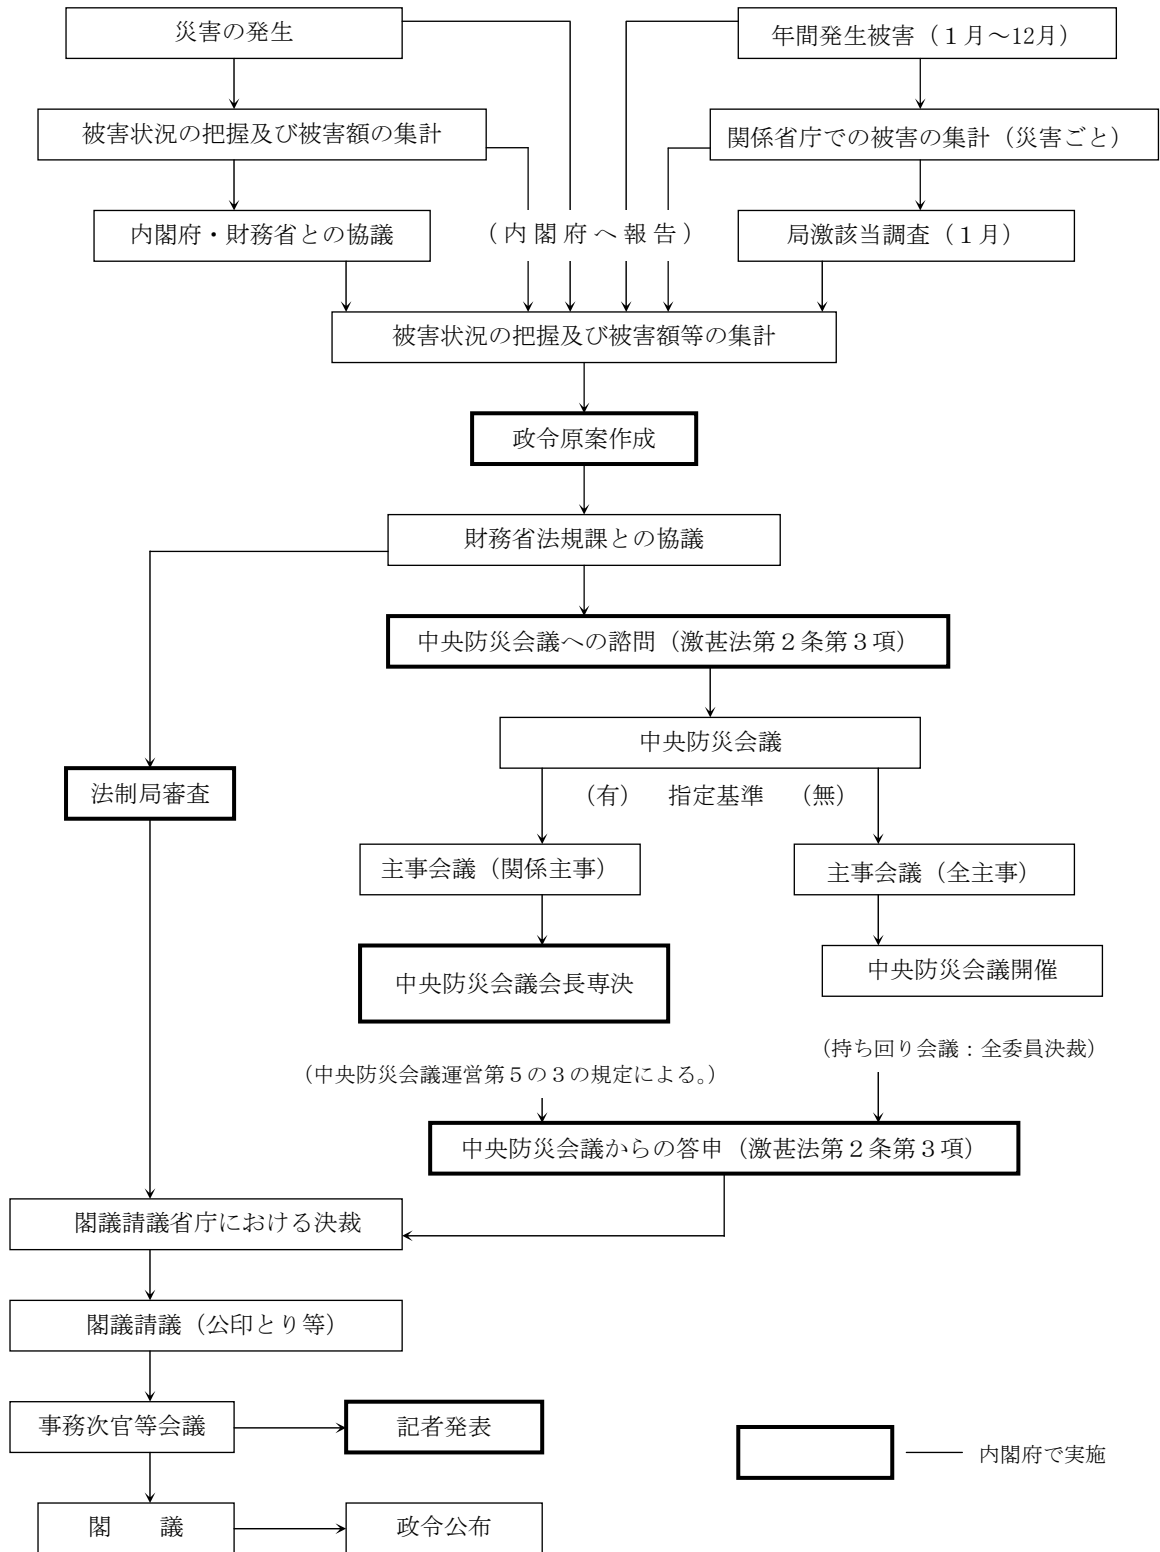 災害の発生
年間発生被害（１月～12月）
被害状況の把握及び被害額の集計
関係省庁での被害の集計（災害ごと）
内閣府・財務省との協議
（内閣府へ報告）
局激該当調査（１月）
被害状況の把握及び被害額等の集計
政令原案作成
財務省法規課との協議
中央防災会議への諮問（激甚法第２条第３項）
中央防災会議
法制局審査
（有）　指定基準　（無）
主事会議（関係主事）
主事会議（全主事）
中央防災会議会長専決
中央防災会議開催
（持ち回り会議：全委員決裁）
（中央防災会議運営第５の３の規定による。）
中央防災会議からの答申（激甚法第２条第３項）
閣議請議省庁における決裁
閣議請議（公印とり等）
事務次官等会議
記者発表
内閣府で実施
閣　　議
政令公布